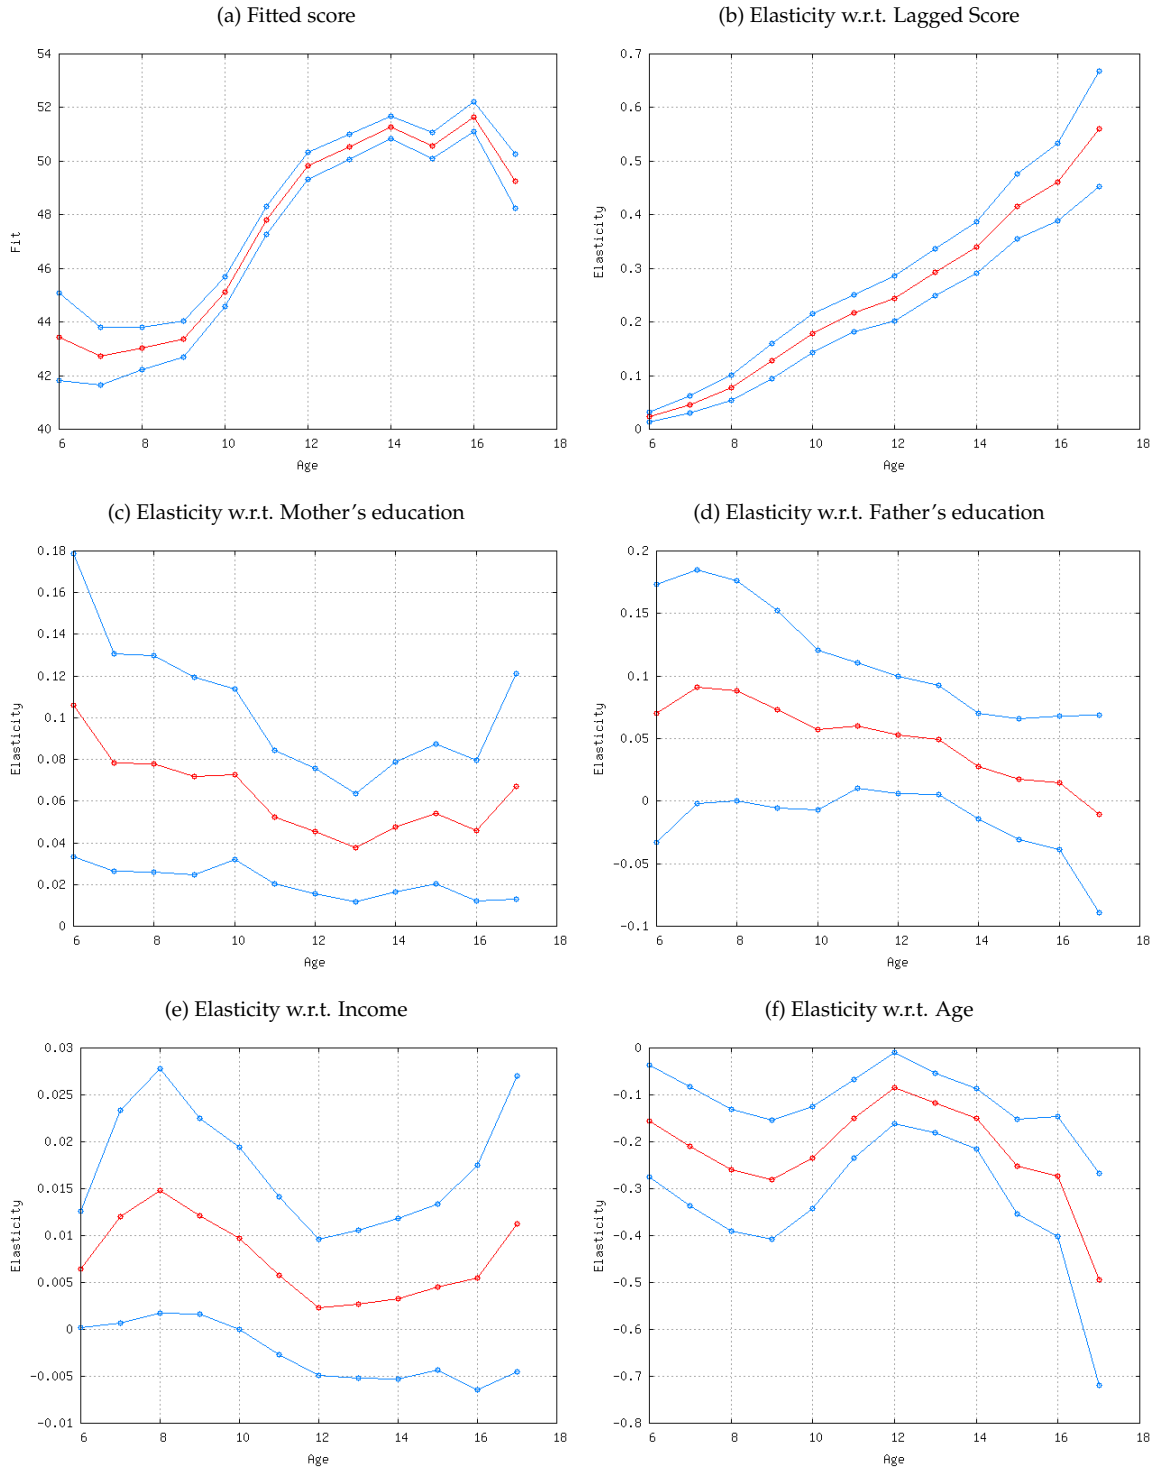 (a) Fitted score
54
52
50
48
46
44
42
40
Fit
6 8 10 12 14 16 18
Age
(b) Elasticity w.r.t. Lagged Score
0.7
0.6
0.5
0.4
0.3
0.2
0.1
0
Elasticity
6 8 10 12 14 16 18
Age
(c) Elasticity w.r.t. Mother's education
0.18
0.16
0.14
0.12
0.1
0.08
0.06
0.04
0.02
0
Elasticity
6 8 10 12 14 16 18
Age
(d) Elasticity w.r.t. Father's education
0.2
0.15
0.1
0.05
0
-0.05
-0.1
Elasticity
6 8 10 12 14 16 18
Age
(e) Elasticity w.r.t. Income
0.03
0.025
0.02
0.015
0.01
0.005
0
-0.005
-0.01
Elasticity
6 8 10 12 14 16 18
Age
(f) Elasticity w.r.t. Age
0
-0.1
-0.2
-0.3
-0.4
-0.5
-0.6
-0.7
-0.8
Elasticity
6 8 10 12 14 16 18
Age